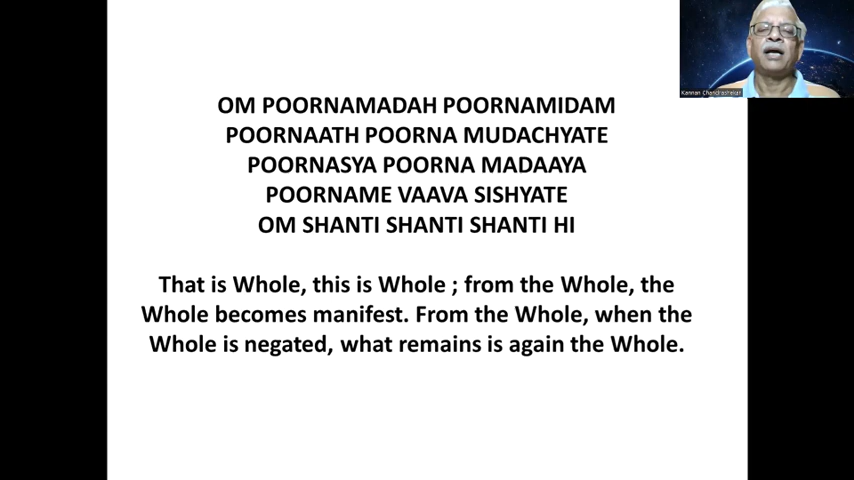 OM POORNAMADAH POORNAMIDAM
POORNAATH POORNA MUDACHYATE
POORNASYA POORNA MADAAYA
POORNAME VAAVA SISHYATE
OM SHANTI SHANTI SHANTI HI
That is Whole, this is Whole ; from the Whole, the
Whole becomes manifest. From the Whole, when the
Whole is negated, what remains is again the Whole.
Kannan Chandrasekar